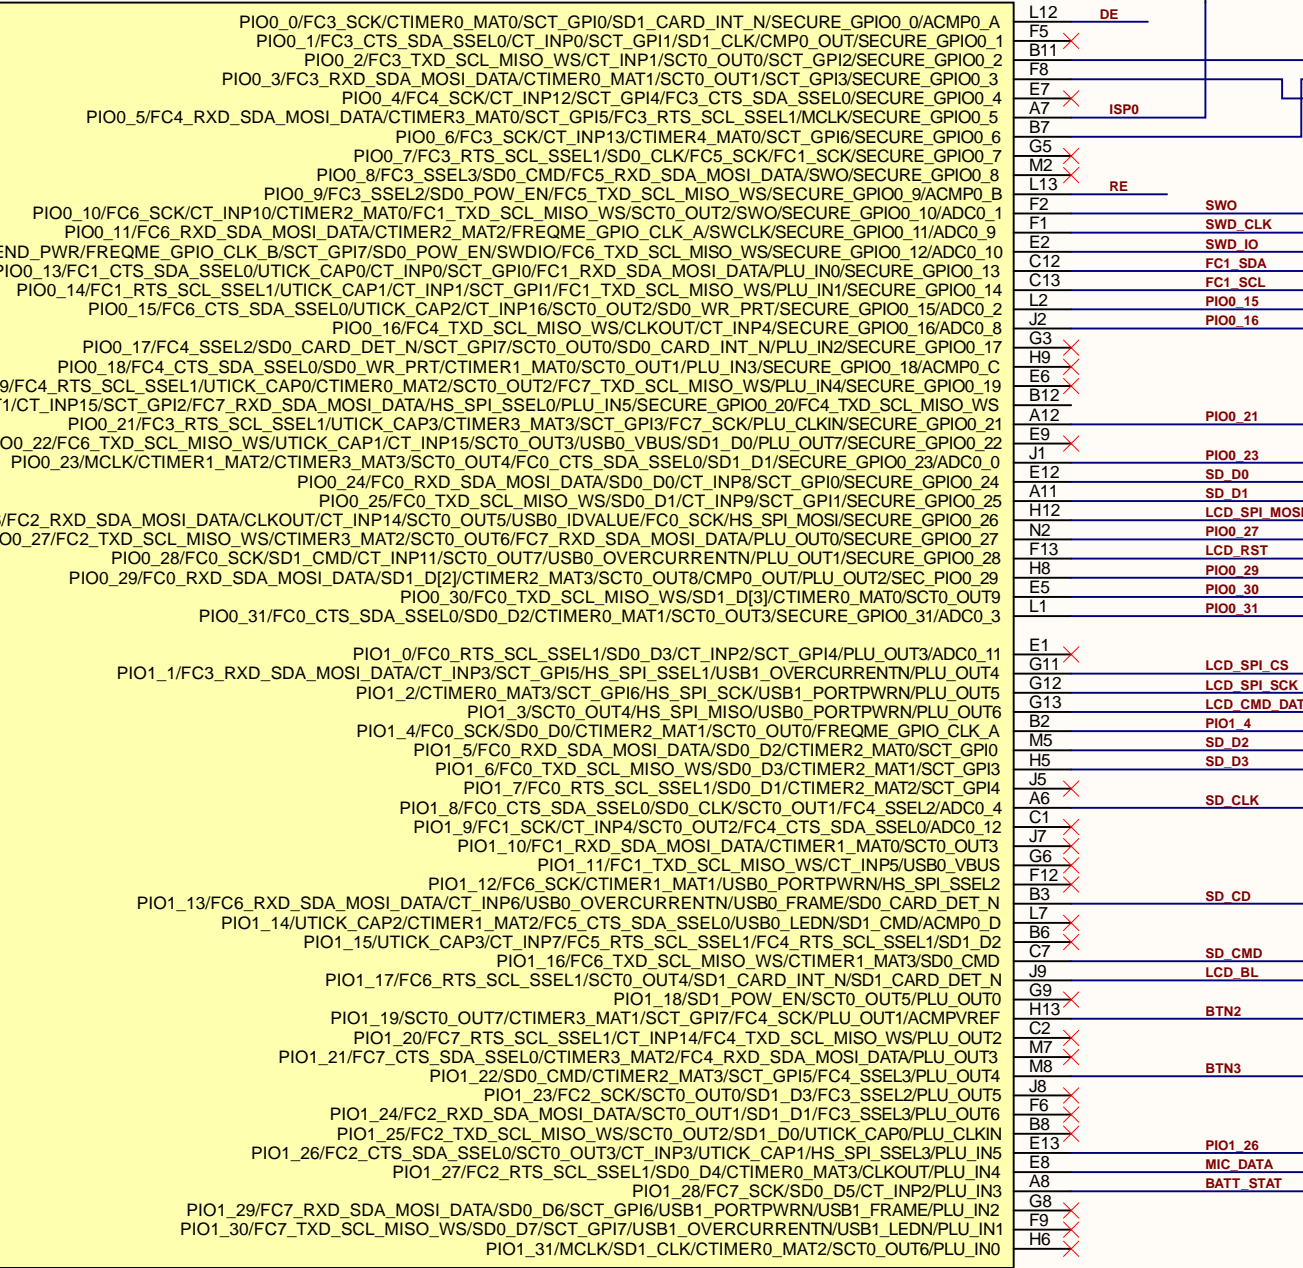 PIO0_0/FC3_SCK/CTIMER0_MAT0/SCT_GPI0/SD1_CARD_INT_N/SECURE_GPIO0_0/ACMP0_A L12 DE
PIO0_1/FC3_CTS_SDA_SSEL0/CT_INP0/SCT_GPI1/SD1_CLK/CMP0_OUT/SECURE_GPIO0_1 F5
PIO0_2/FC3_TXD_SCL_MISO_WS/CT_INP1/SCT0_OUT0/SCT_GPI2/SECURE_GPIO0_2 B11
PIO0_3/FC3_RXD_SDA_MOSI_DATA/CTIMER0_MAT1/SCT0_OUT1/SCT_GPI3/SECURE_GPIO0_3 F8
PIO0_4/FC4_SCK/CT_INP12/SCT_GPI4/FC3_CTS_SDA_SSEL0/SECURE_GPIO0_4 E7
PIO0_5/FC4_RXD_SDA_MOSI_DATA/CTIMER3_MAT0/SCT_GPI5/FC3_RTS_SCL_SSEL1/MCLK/SECURE_GPIO0_5 A7 ISP0
PIO0_6/FC3_SCK/CT_INP13/CTIMER4_MAT0/SCT_GPI6/SECURE_GPIO0_6 B7
PIO0_7/FC3_RTS_SCL_SSEL1/SD0_CLK/FC5_SCK/FC1_SCK/SECURE_GPIO0_7 G5
PIO0_8/FC3_SSEL3/SD0_CMD/FC5_RXD_SDA_MOSI_DATA/SWO/SECURE_GPIO0_8 M2
PIO0_9/FC3_SSEL2/SD0_POW_EN/FC5_TXD_SCL_MISO_WS/SECURE_GPIO0_9/ACMP0_B L13 RE
PIO0_10/FC6_SCK/CT_INP10/CTIMER2_MAT0/FC1_TXD_SCL_MISO_WS/SCT0_OUT2/SWO/SECURE_GPIO0_10/ADC0_1 F2 SWO
PIO0_11/FC6_RXD_SDA_MOSI_DATA/CTIMER2_MAT2/FREQME_GPIO_CLK_A/SWCLK/SECURE_GPIO0_11/ADC0_9 F1 SWD_CLK
END_PWR/FREQME_GPIO_CLK_B/SCT_GPI7/SD0_POW_EN/SWDIO/FC6_TXD_SCL_MISO_WS/SECURE_GPIO0_12/ADC0_10 E2 SWD_IO
PIO0_13/FC1_CTS_SDA_SSEL0/UTICK_CAP0/CT_INP0/SCT_GPI0/FC1_RXD_SDA_MOSI_DATA/PLU_IN0/SECURE_GPIO0_13 C12 FC1_SDA
PIO0_14/FC1_RTS_SCL_SSEL1/UTICK_CAP1/CT_INP1/SCT_GPI1/FC1_TXD_SCL_MISO_WS/PLU_IN1/SECURE_GPIO0_14 C13 FC1_SCL
PIO0_15/FC6_CTS_SDA_SSEL0/UTICK_CAP2/CT_INP16/SCT0_OUT2/SD0_WR_PRT/SECURE_GPIO0_15/ADC0_2 L2 PIO0_15
PIO0_16/FC4_TXD_SCL_MISO_WS/CLKOUT/CT_INP4/SECURE_GPIO0_16/ADC0_8 J2 PIO0_16
PIO0_17/FC4_SSEL2/SD0_CARD_DET_N/SCT_GPI7/SCT0_OUT0/SD0_CARD_INT_N/PLU_IN2/SECURE_GPIO0_17 G3
PIO0_18/FC4_CTS_SDA_SSEL0/SD0_WR_PRT/CTIMER1_MAT0/SCT0_OUT1/PLU_IN3/SECURE_GPIO0_18/ACMP0_C H9
9/FC4_RTS_SCL_SSEL1/UTICK_CAP0/CTIMER0_MAT2/SCT0_OUT2/FC7_TXD_SCL_MISO_WS/PLU_IN4/SECURE_GPIO0_19 E6
1/CT_INP15/SCT_GPI2/FC7_RXD_SDA_MOSI_DATA/HS_SPI_SSEL0/PLU_IN5/SECURE_GPIO0_20/FC4_TXD_SCL_MISO_WS B12
PIO0_21/FC3_RTS_SCL_SSEL1/UTICK_CAP3/CTIMER3_MAT3/SCT_GPI3/FC7_SCK/PLU_CLKIN/SECURE_GPIO0_21 A12 PIO0_21
O0_22/FC6_TXD_SCL_MISO_WS/UTICK_CAP1/CT_INP15/SCT0_OUT3/USB0_VBUS/SD1_D0/PLU_OUT7/SECURE_GPIO0_22 E9
PIO0_23/MCLK/CTIMER1_MAT2/CTIMER3_MAT3/SCT0_OUT4/FC0_CTS_SDA_SSEL0/SD1_D1/SECURE_GPIO0_23/ADC0_0 J1 PIO0_23
PIO0_24/FC0_RXD_SDA_MOSI_DATA/SD0_D0/CT_INP8/SCT_GPI0/SECURE_GPIO0_24 E12 SD_D0
PIO0_25/FC0_TXD_SCL_MISO_WS/SD0_D1/CT_INP9/SCT_GPI1/SECURE_GPIO0_25 A11 SD_D1
/FC2_RXD_SDA_MOSI_DATA/CLKOUT/CT_INP14/SCT0_OUT5/USB0_IDVALUE/FC0_SCK/HS_SPI_MOSI/SECURE_GPIO0_26 H12 LCD_SPI_MOSI
O0_27/FC2_TXD_SCL_MISO_WS/CTIMER3_MAT2/SCT0_OUT6/FC7_RXD_SDA_MOSI_DATA/PLU_OUT0/SECURE_GPIO0_27 N2 PIO0_27
PIO0_28/FC0_SCK/SD1_CMD/CT_INP11/SCT0_OUT7/USB0_OVERCURRENTN/PLU_OUT1/SECURE_GPIO0_28 F13 LCD_RST
PIO0_29/FC0_RXD_SDA_MOSI_DATA/SD1_D[2]/CTIMER2_MAT3/SCT0_OUT8/CMP0_OUT/PLU_OUT2/SEC_PIO0_29 H8 PIO0_29
PIO0_30/FC0_TXD_SCL_MISO_WS/SD1_D[3]/CTIMER0_MAT0/SCT0_OUT9 E5 PIO0_30
PIO0_31/FC0_CTS_SDA_SSEL0/SD0_D2/CTIMER0_MAT1/SCT0_OUT3/SECURE_GPIO0_31/ADC0_3 L1 PIO0_31
PIO1_0/FC0_RTS_SCL_SSEL1/SD0_D3/CT_INP2/SCT_GPI4/PLU_OUT3/ADC0_11 E1
PIO1_1/FC3_RXD_SDA_MOSI_DATA/CT_INP3/SCT_GPI5/HS_SPI_SSEL1/USB1_OVERCURRENTN/PLU_OUT4 G11 LCD_SPI_CS
PIO1_2/CTIMER0_MAT3/SCT_GPI6/HS_SPI_SCK/USB1_PORTPWRN/PLU_OUT5 G12 LCD_SPI_SCK
PIO1_3/SCT0_OUT4/HS_SPI_MISO/USB0_PORTPWRN/PLU_OUT6 G13 LCD_CMD_DAT
PIO1_4/FC0_SCK/SD0_D0/CTIMER2_MAT1/SCT0_OUT0/FREQME_GPIO_CLK_A B2 PIO1_4
PIO1_5/FC0_RXD_SDA_MOSI_DATA/SD0_D2/CTIMER2_MAT0/SCT_GPI0 M5 SD_D2
PIO1_6/FC0_TXD_SCL_MISO_WS/SD0_D3/CTIMER2_MAT1/SCT_GPI3 H5 SD_D3
PIO1_7/FC0_RTS_SCL_SSEL1/SD0_D1/CTIMER2_MAT2/SCT_GPI4 J5
PIO1_8/FC0_CTS_SDA_SSEL0/SD0_CLK/SCT0_OUT1/FC4_SSEL2/ADC0_4 A6 SD_CLK
PIO1_9/FC1_SCK/CT_INP4/SCT0_OUT2/FC4_CTS_SDA_SSEL0/ADC0_12 C1
PIO1_10/FC1_RXD_SDA_MOSI_DATA/CTIMER1_MAT0/SCT0_OUT3 J7
PIO1_11/FC1_TXD_SCL_MISO_WS/CT_INP5/USB0_VBUS G6
PIO1_12/FC6_SCK/CTIMER1_MAT1/USB0_PORTPWRN/HS_SPI_SSEL2 F12
PIO1_13/FC6_RXD_SDA_MOSI_DATA/CT_INP6/USB0_OVERCURRENTN/USB0_FRAME/SD0_CARD_DET_N B3 SD_CD
PIO1_14/UTICK_CAP2/CTIMER1_MAT2/FC5_CTS_SDA_SSEL0/USB0_LEDN/SD1_CMD/ACMP0_D L7
PIO1_15/UTICK_CAP3/CT_INP7/FC5_RTS_SCL_SSEL1/FC4_RTS_SCL_SSEL1/SD1_D2 B6
PIO1_16/FC6_TXD_SCL_MISO_WS/CTIMER1_MAT3/SD0_CMD C7 SD_CMD
PIO1_17/FC6_RTS_SCL_SSEL1/SCT0_OUT4/SD1_CARD_INT_N/SD1_CARD_DET_N J9 LCD_BL
PIO1_18/SD1_POW_EN/SCT0_OUT5/PLU_OUT0 G9
PIO1_19/SCT0_OUT7/CTIMER3_MAT1/SCT_GPI7/FC4_SCK/PLU_OUT1/ACMPVREF H13 BTN2
PIO1_20/FC7_RTS_SCL_SSEL1/CT_INP14/FC4_TXD_SCL_MISO_WS/PLU_OUT2 C2
PIO1_21/FC7_CTS_SDA_SSEL0/CTIMER3_MAT2/FC4_RXD_SDA_MOSI_DATA/PLU_OUT3 M7
PIO1_22/SD0_CMD/CTIMER2_MAT3/SCT_GPI5/FC4_SSEL3/PLU_OUT4 M8 BTN3
PIO1_23/FC2_SCK/SCT0_OUT0/SD1_D3/FC3_SSEL2/PLU_OUT5 J8
PIO1_24/FC2_RXD_SDA_MOSI_DATA/SCT0_OUT1/SD1_D1/FC3_SSEL3/PLU_OUT6 F6
PIO1_25/FC2_TXD_SCL_MISO_WS/SCT0_OUT2/SD1_D0/UTICK_CAP0/PLU_CLKIN B8
PIO1_26/FC2_CTS_SDA_SSEL0/SCT0_OUT3/CT_INP3/UTICK_CAP1/HS_SPI_SSEL3/PLU_IN5 E13 PIO1_26
PIO1_27/FC2_RTS_SCL_SSEL1/SD0_D4/CTIMER0_MAT3/CLKOUT/PLU_IN4 E8 MIC_DATA
PIO1_28/FC7_SCK/SD0_D5/CT_INP2/PLU_IN3 A8 BATT_STAT
PIO1_29/FC7_RXD_SDA_MOSI_DATA/SD0_D6/SCT_GPI6/USB1_PORTPWRN/USB1_FRAME/PLU_IN2 G8
PIO1_30/FC7_TXD_SCL_MISO_WS/SD0_D7/SCT_GPI7/USB1_OVERCURRENTN/USB1_LEDN/PLU_IN1 F9
PIO1_31/MCLK/SD1_CLK/CTIMER0_MAT2/SCT0_OUT6/PLU_IN0 H6